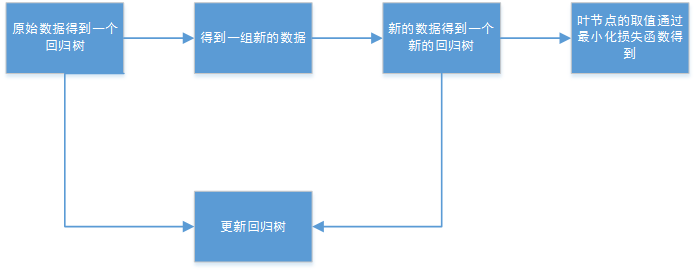 原始数据得到一个
回归树
得到一组新的数据
新的数据得到一个
新的回归树
叶节点的取值通过
最小化损失函数得
到
更新回归树